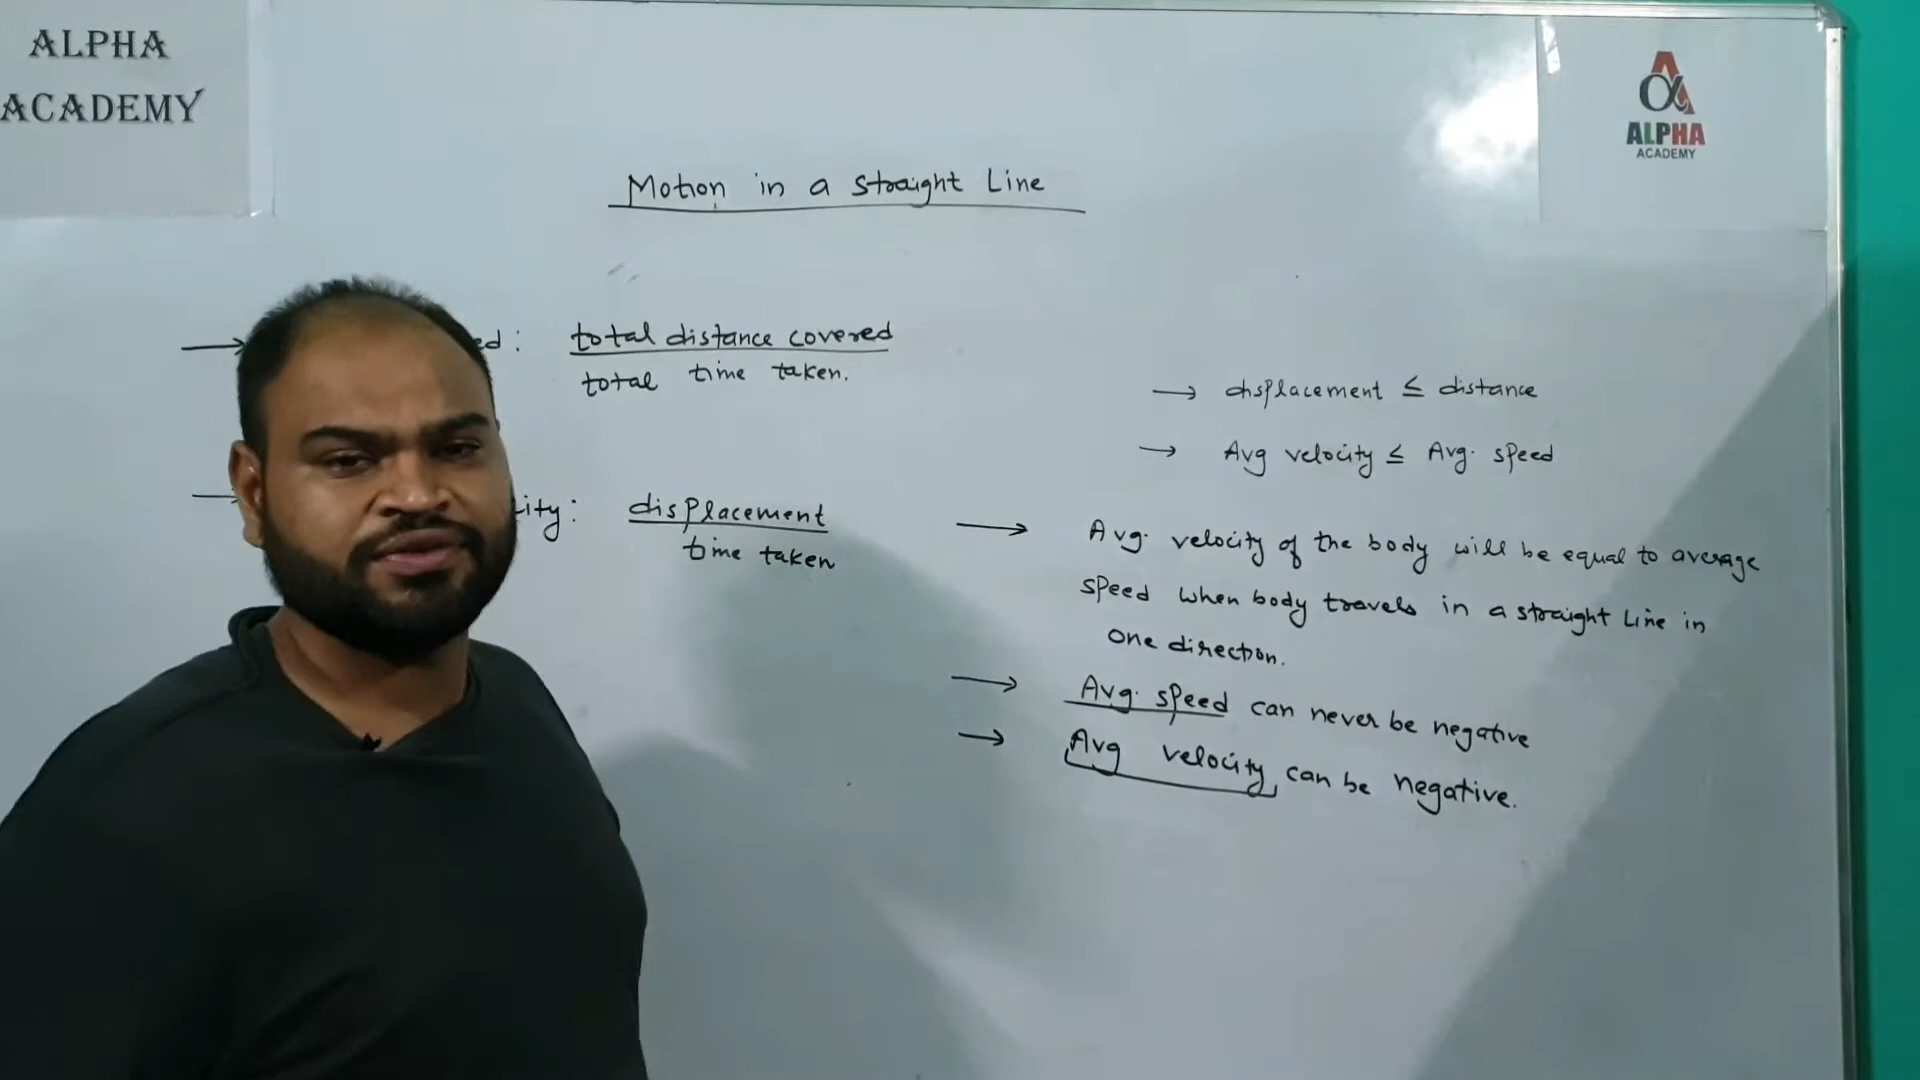 ALPHA
ACADEMY
ALPHA
ACADEMY
Motion in a straight Line
→ ed: total distance covered
total time taken.
→ displacement ≤ distance
→ Avg velocity ≤ Avg. speed
→ ity: displacement
time taken
→ Avg. velocity of the body will be equal to average
speed when body travels in a straight line in
one direction.
→ Avg. speed can never be negative
→ Avg velocity can be negative.